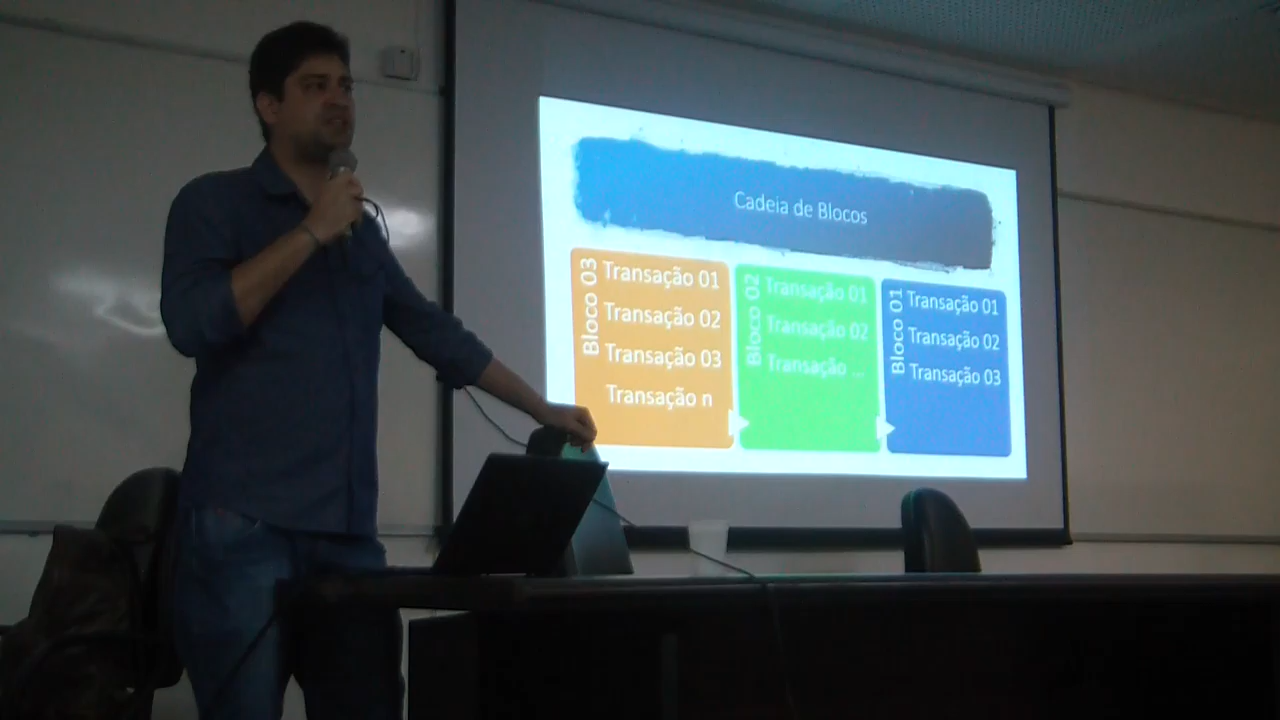 Cadeia de Blocos
Bloco 03
Transação 01
Transação 02
Transação 03
Transação n
Bloco 02
Transação 01
Transação 02
Transação ...
Bloco 01
Transação 01
Transação 02
Transação 03